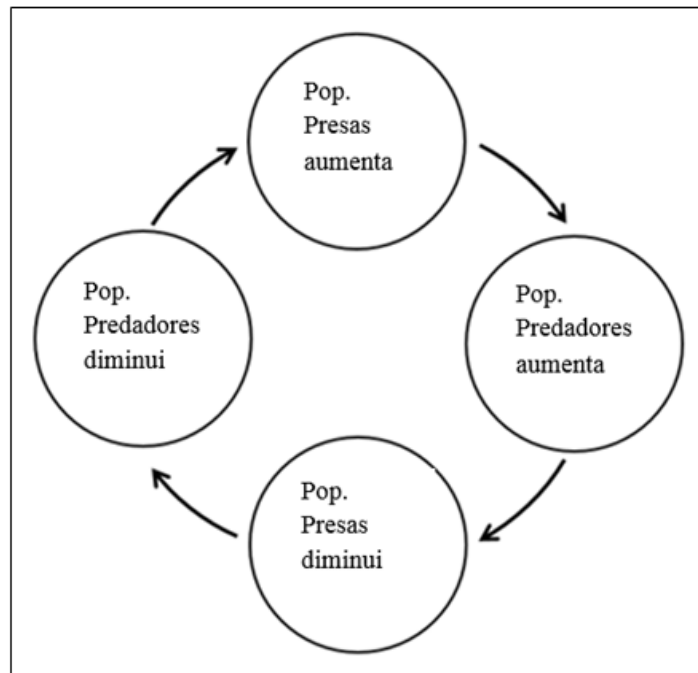 Pop.
Presas
aumenta
Pop.
Predadores
aumenta
Pop.
Presas
diminui
Pop.
Predadores
diminui